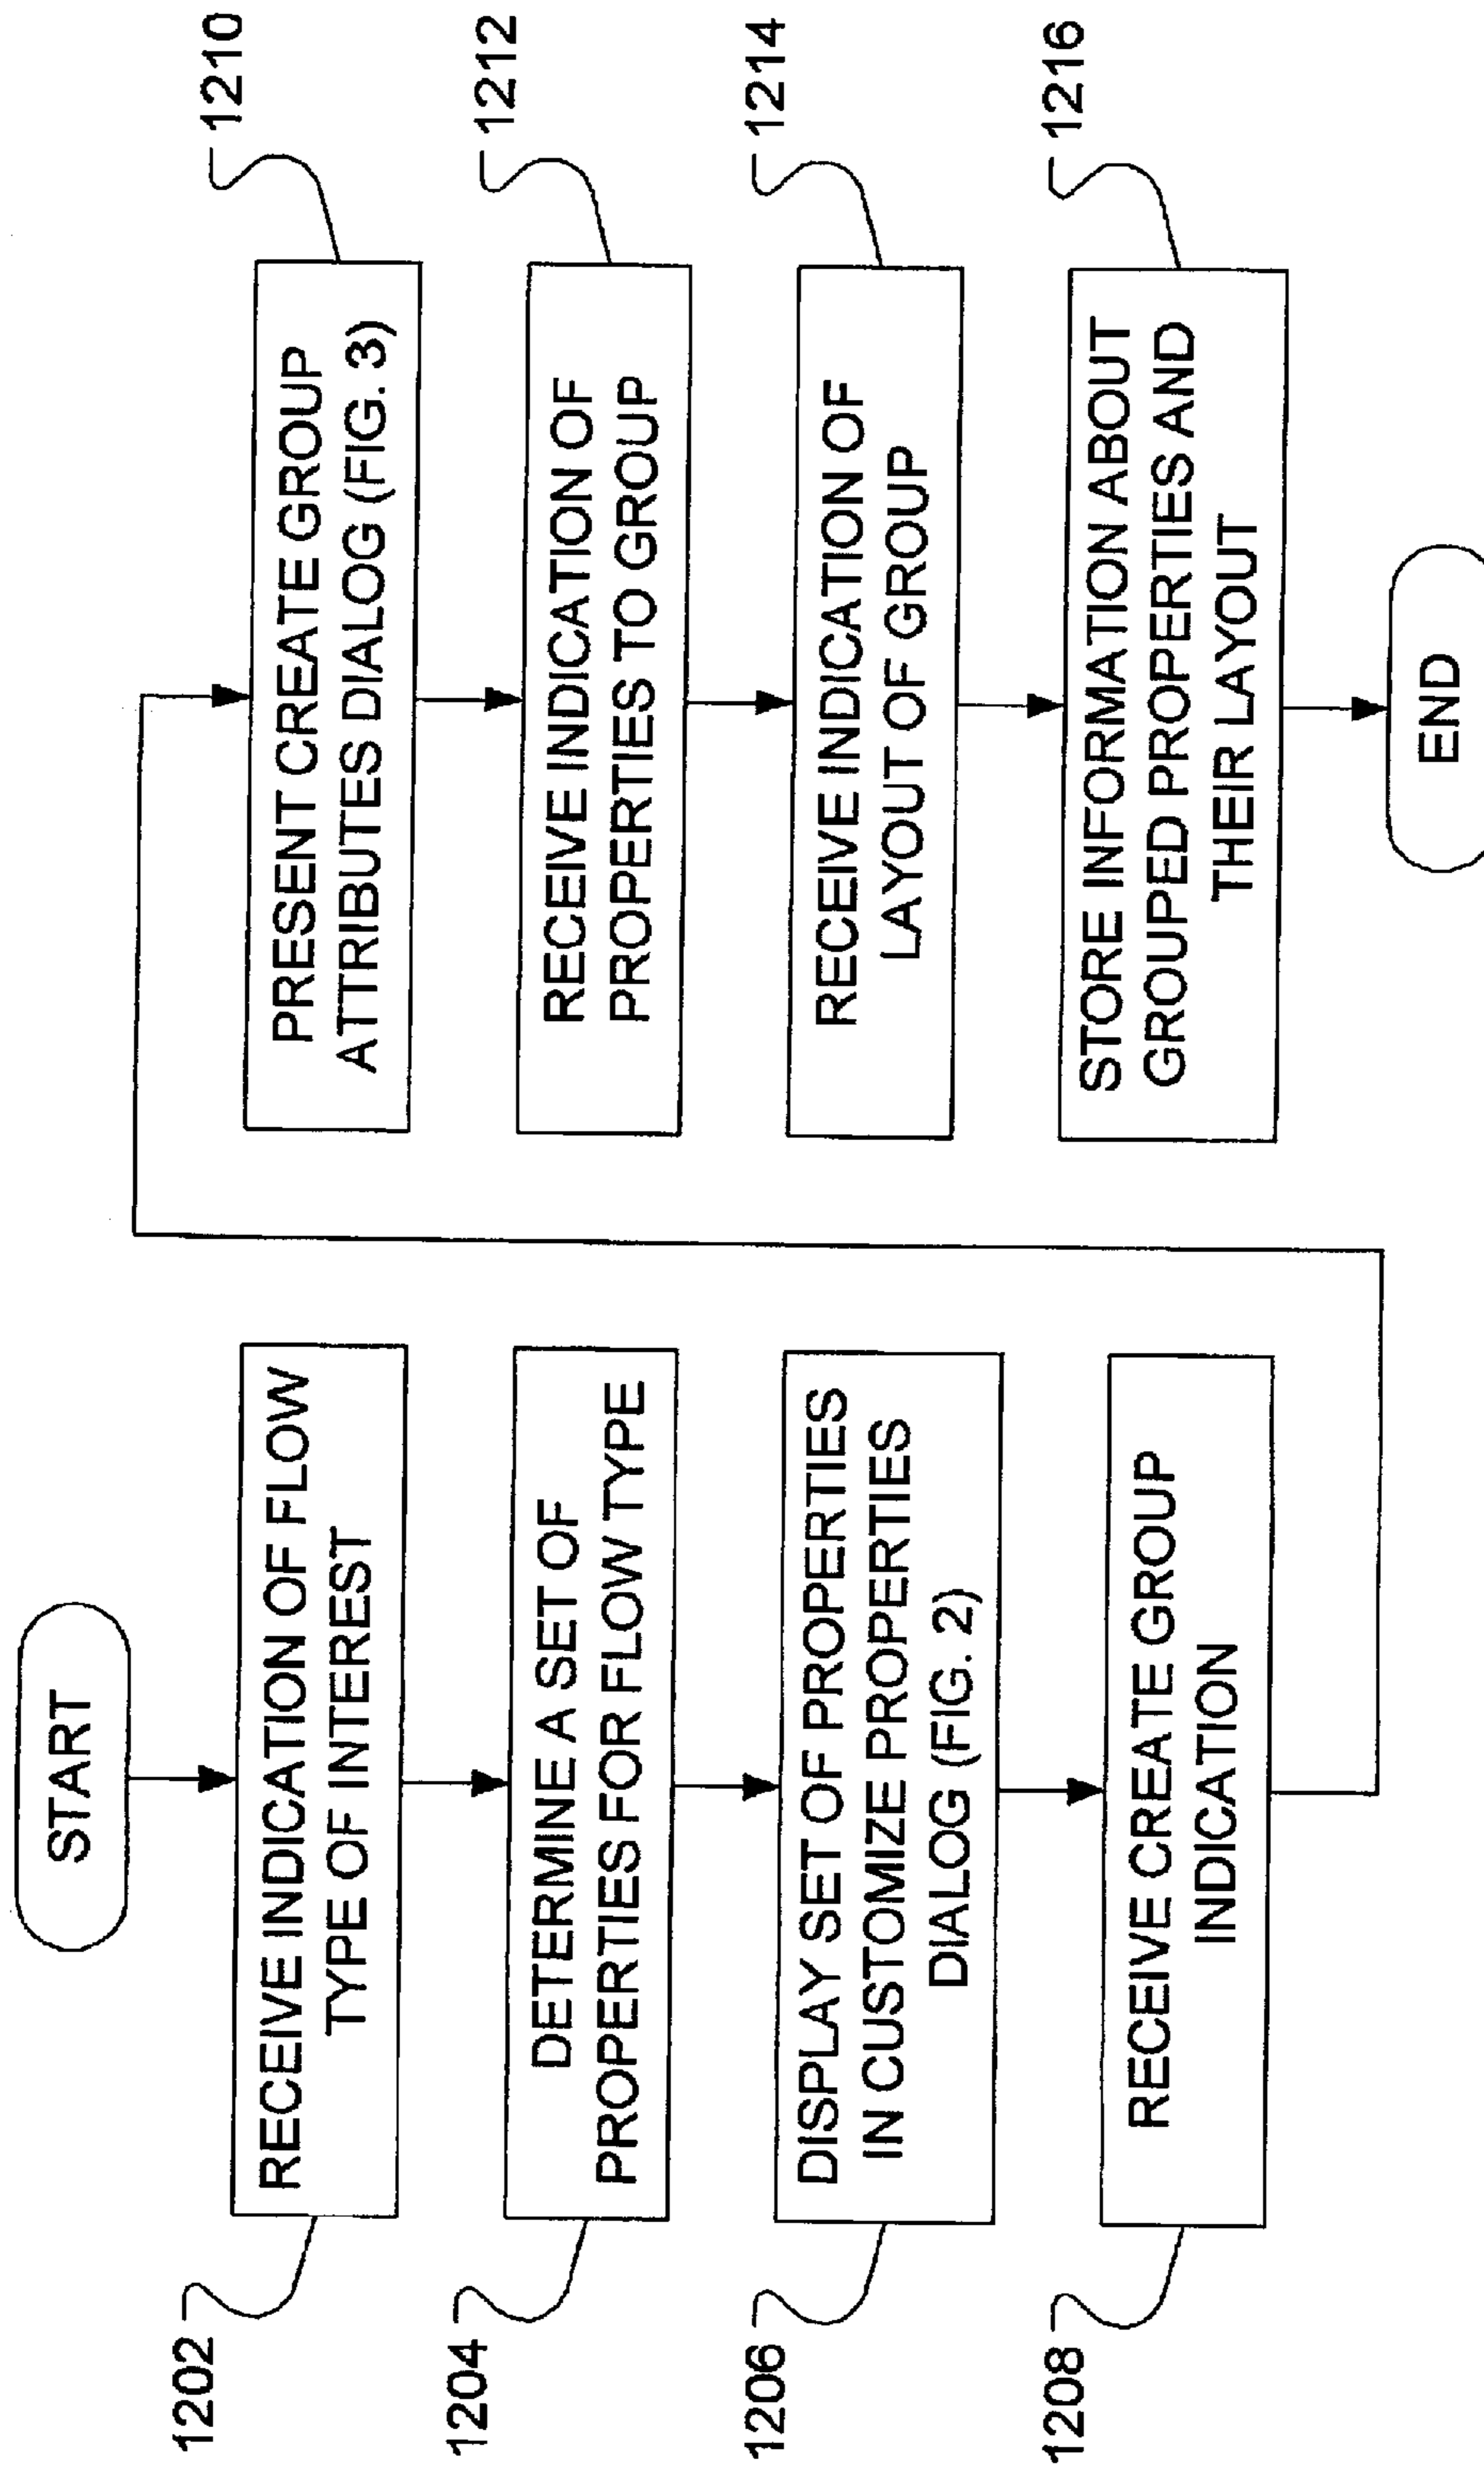 START
1202
RECEIVE INDICATION OF FLOW
TYPE OF INTEREST
1204
DETERMINE A SET OF
PROPERTIES FOR FLOW TYPE
1206
DISPLAY SET OF PROPERTIES
IN CUSTOMIZE PROPERTIES
DIALOG (FIG. 2)
1208
RECEIVE CREATE GROUP
INDICATION
1210
PRESENT CREATE GROUP
ATTRIBUTES DIALOG (FIG. 3)
1212
RECEIVE INDICATION OF
PROPERTIES TO GROUP
1214
RECEIVE INDICATION OF
LAYOUT OF GROUP
1216
STORE INFORMATION ABOUT
GROUPED PROPERTIES AND
THEIR LAYOUT
END